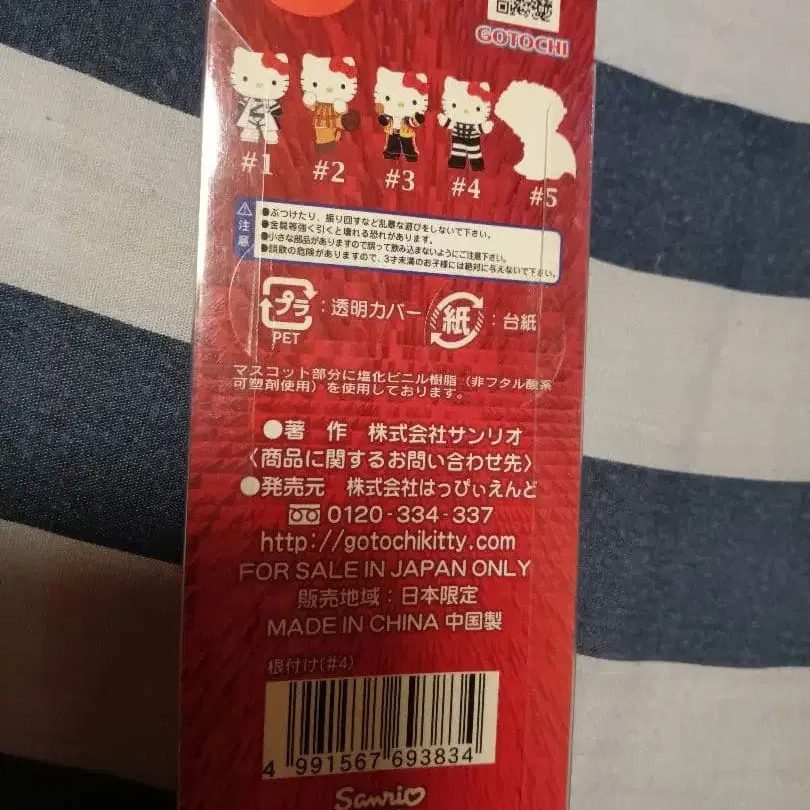 GOTOCHI
#1 #2 #3 #4 #5
注意
●ぶつけたり、振り回すなど乱暴な遊びをしないで下さい。
●金具等強く引くと壊れる恐れがあります。
●小さな部品がありますので誤って飲み込まないようにご注意下さい。
●誤飲の危険がありますので、3才未満のお子様には絶対に与えないで下さい。
プラ
PET
:透明カバー
紙
:台紙
マスコット部分に塩化ビニル樹脂(非フタル酸系
可塑剤使用)を使用しております。
●著 作 株式会社サンリオ
〈商品に関するお問い合わせ先〉
●発売元 株式会社はっぴぃえんど
0120-334-337
http://gotochikitty.com
FOR SALE IN JAPAN ONLY
販売地域:日本限定
MADE IN CHINA 中国製
根付け(#4)
4 991567 693834
Sanrio